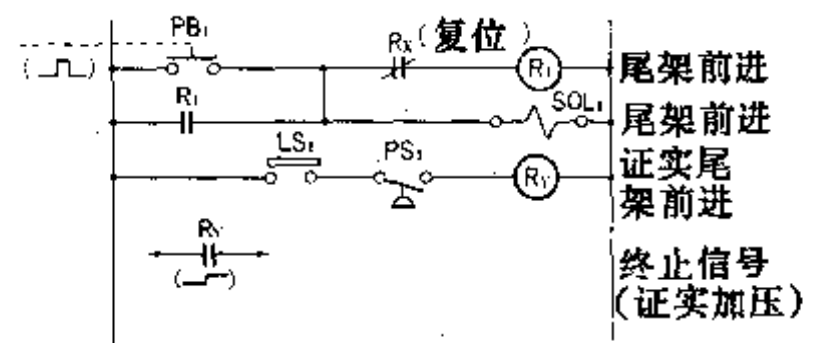 PB₁
Rx(复位)
R₁
尾架前进
R₁
SOL₁
尾架前进
LS₁
PS₁
Ry
证实尾
架前进
Ry
终止信号
(证实加压)